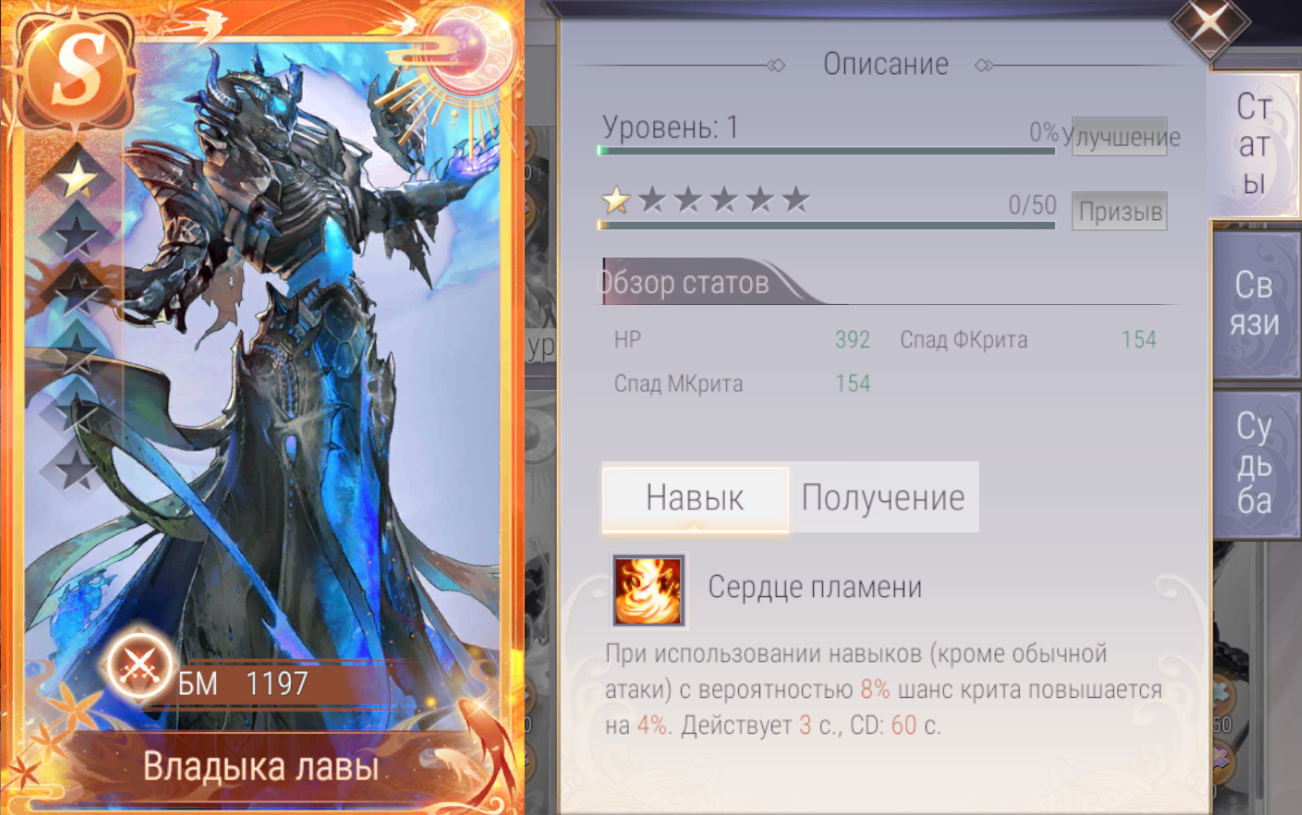 S
БМ 1197
Владыка лавы
Описание
Уровень: 1
0%
Улучшение
0/50
Призыв
Обзор статов
HP 392 Спад ФКрита 154
Спад МКрита 154
Навык
Получение
Сердце пламени
При использовании навыков (кроме обычной
атаки) с вероятностью 8% шанс крита повышается
на 4%. Действует 3 с., CD: 60 с.
Ст
ат
ы
Св
язи
Су
дь
ба